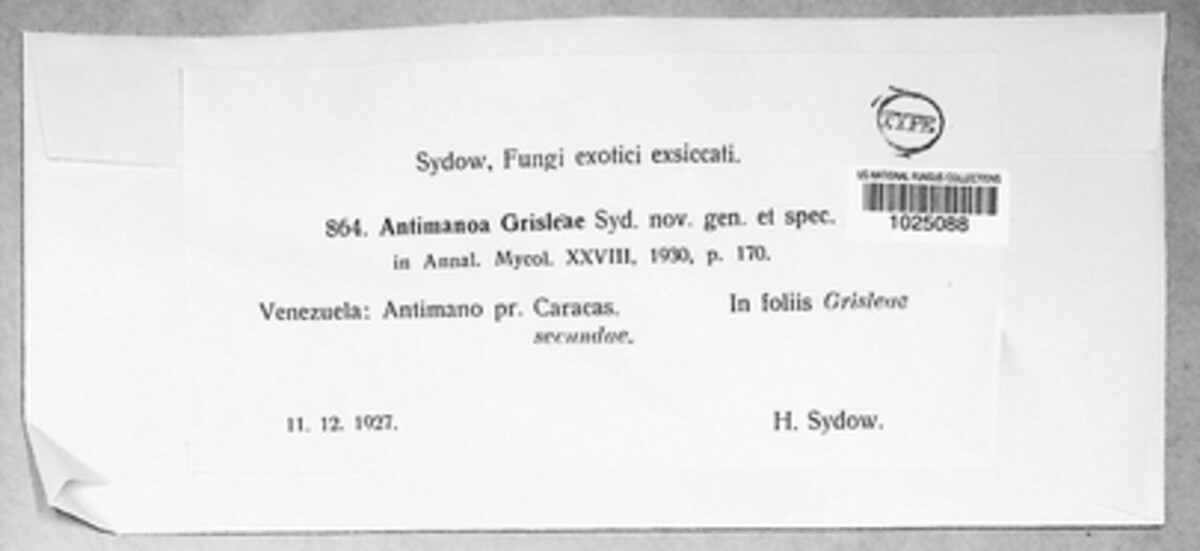 TYPE
Sydow, Fungi exotici exsiccati.
US NATIONAL FUNGUS COLLECTIONS
1025088
864. Antimanoa Grisleae Syd. nov. gen. et spec.
in Annal. Mycol. XXVIII, 1930, p. 170.
Venezuela: Antimano pr. Caracas. In foliis Grisleae
secundae.
11. 12. 1927. H. Sydow.